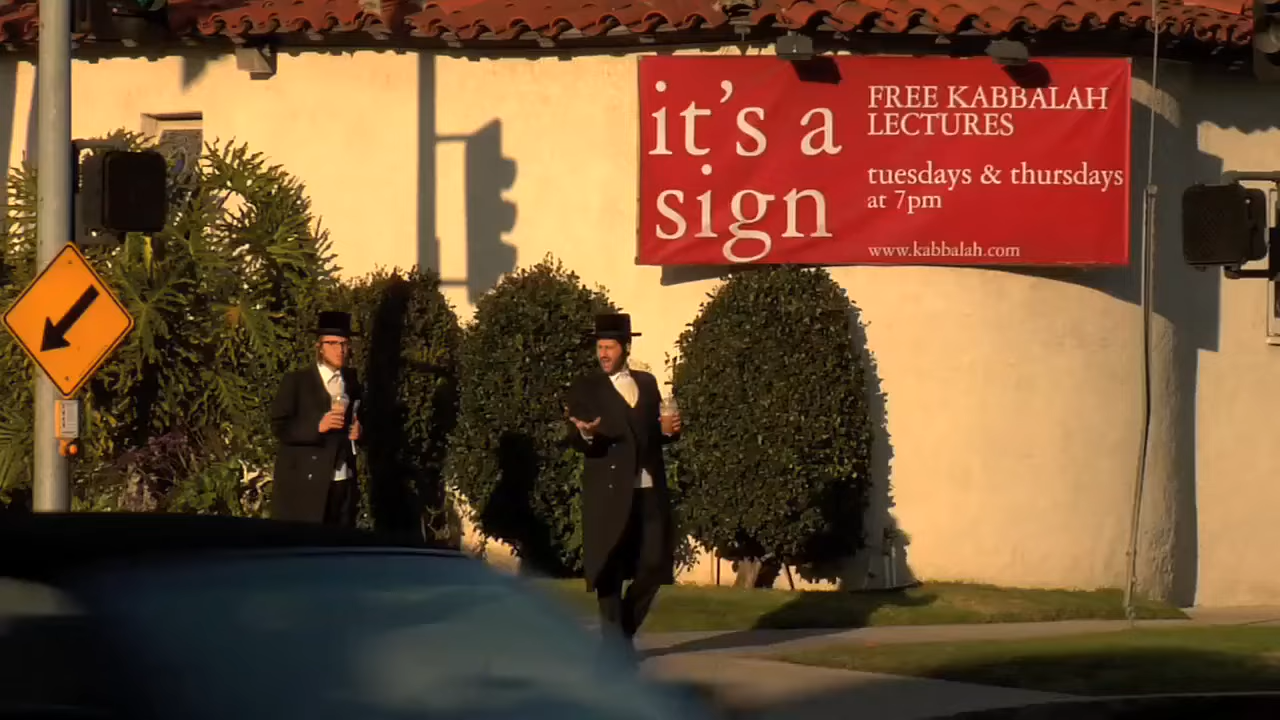 it's a
sign
FREE KABBALAH
LECTURES
tuesdays & thursdays
at 7pm
www.kabbalah.com